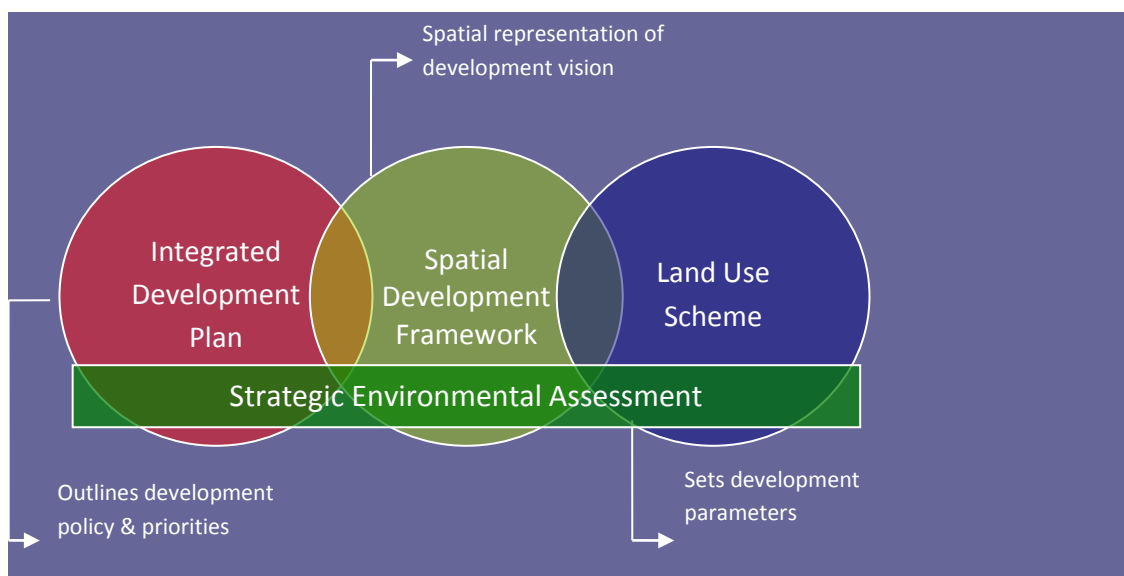 Spatial representation of
development vision
Integrated
Development
Plan
Spatial
Development
Framework
Land Use
Scheme
Strategic Environmental Assessment
Outlines development
policy & priorities
Sets development
parameters